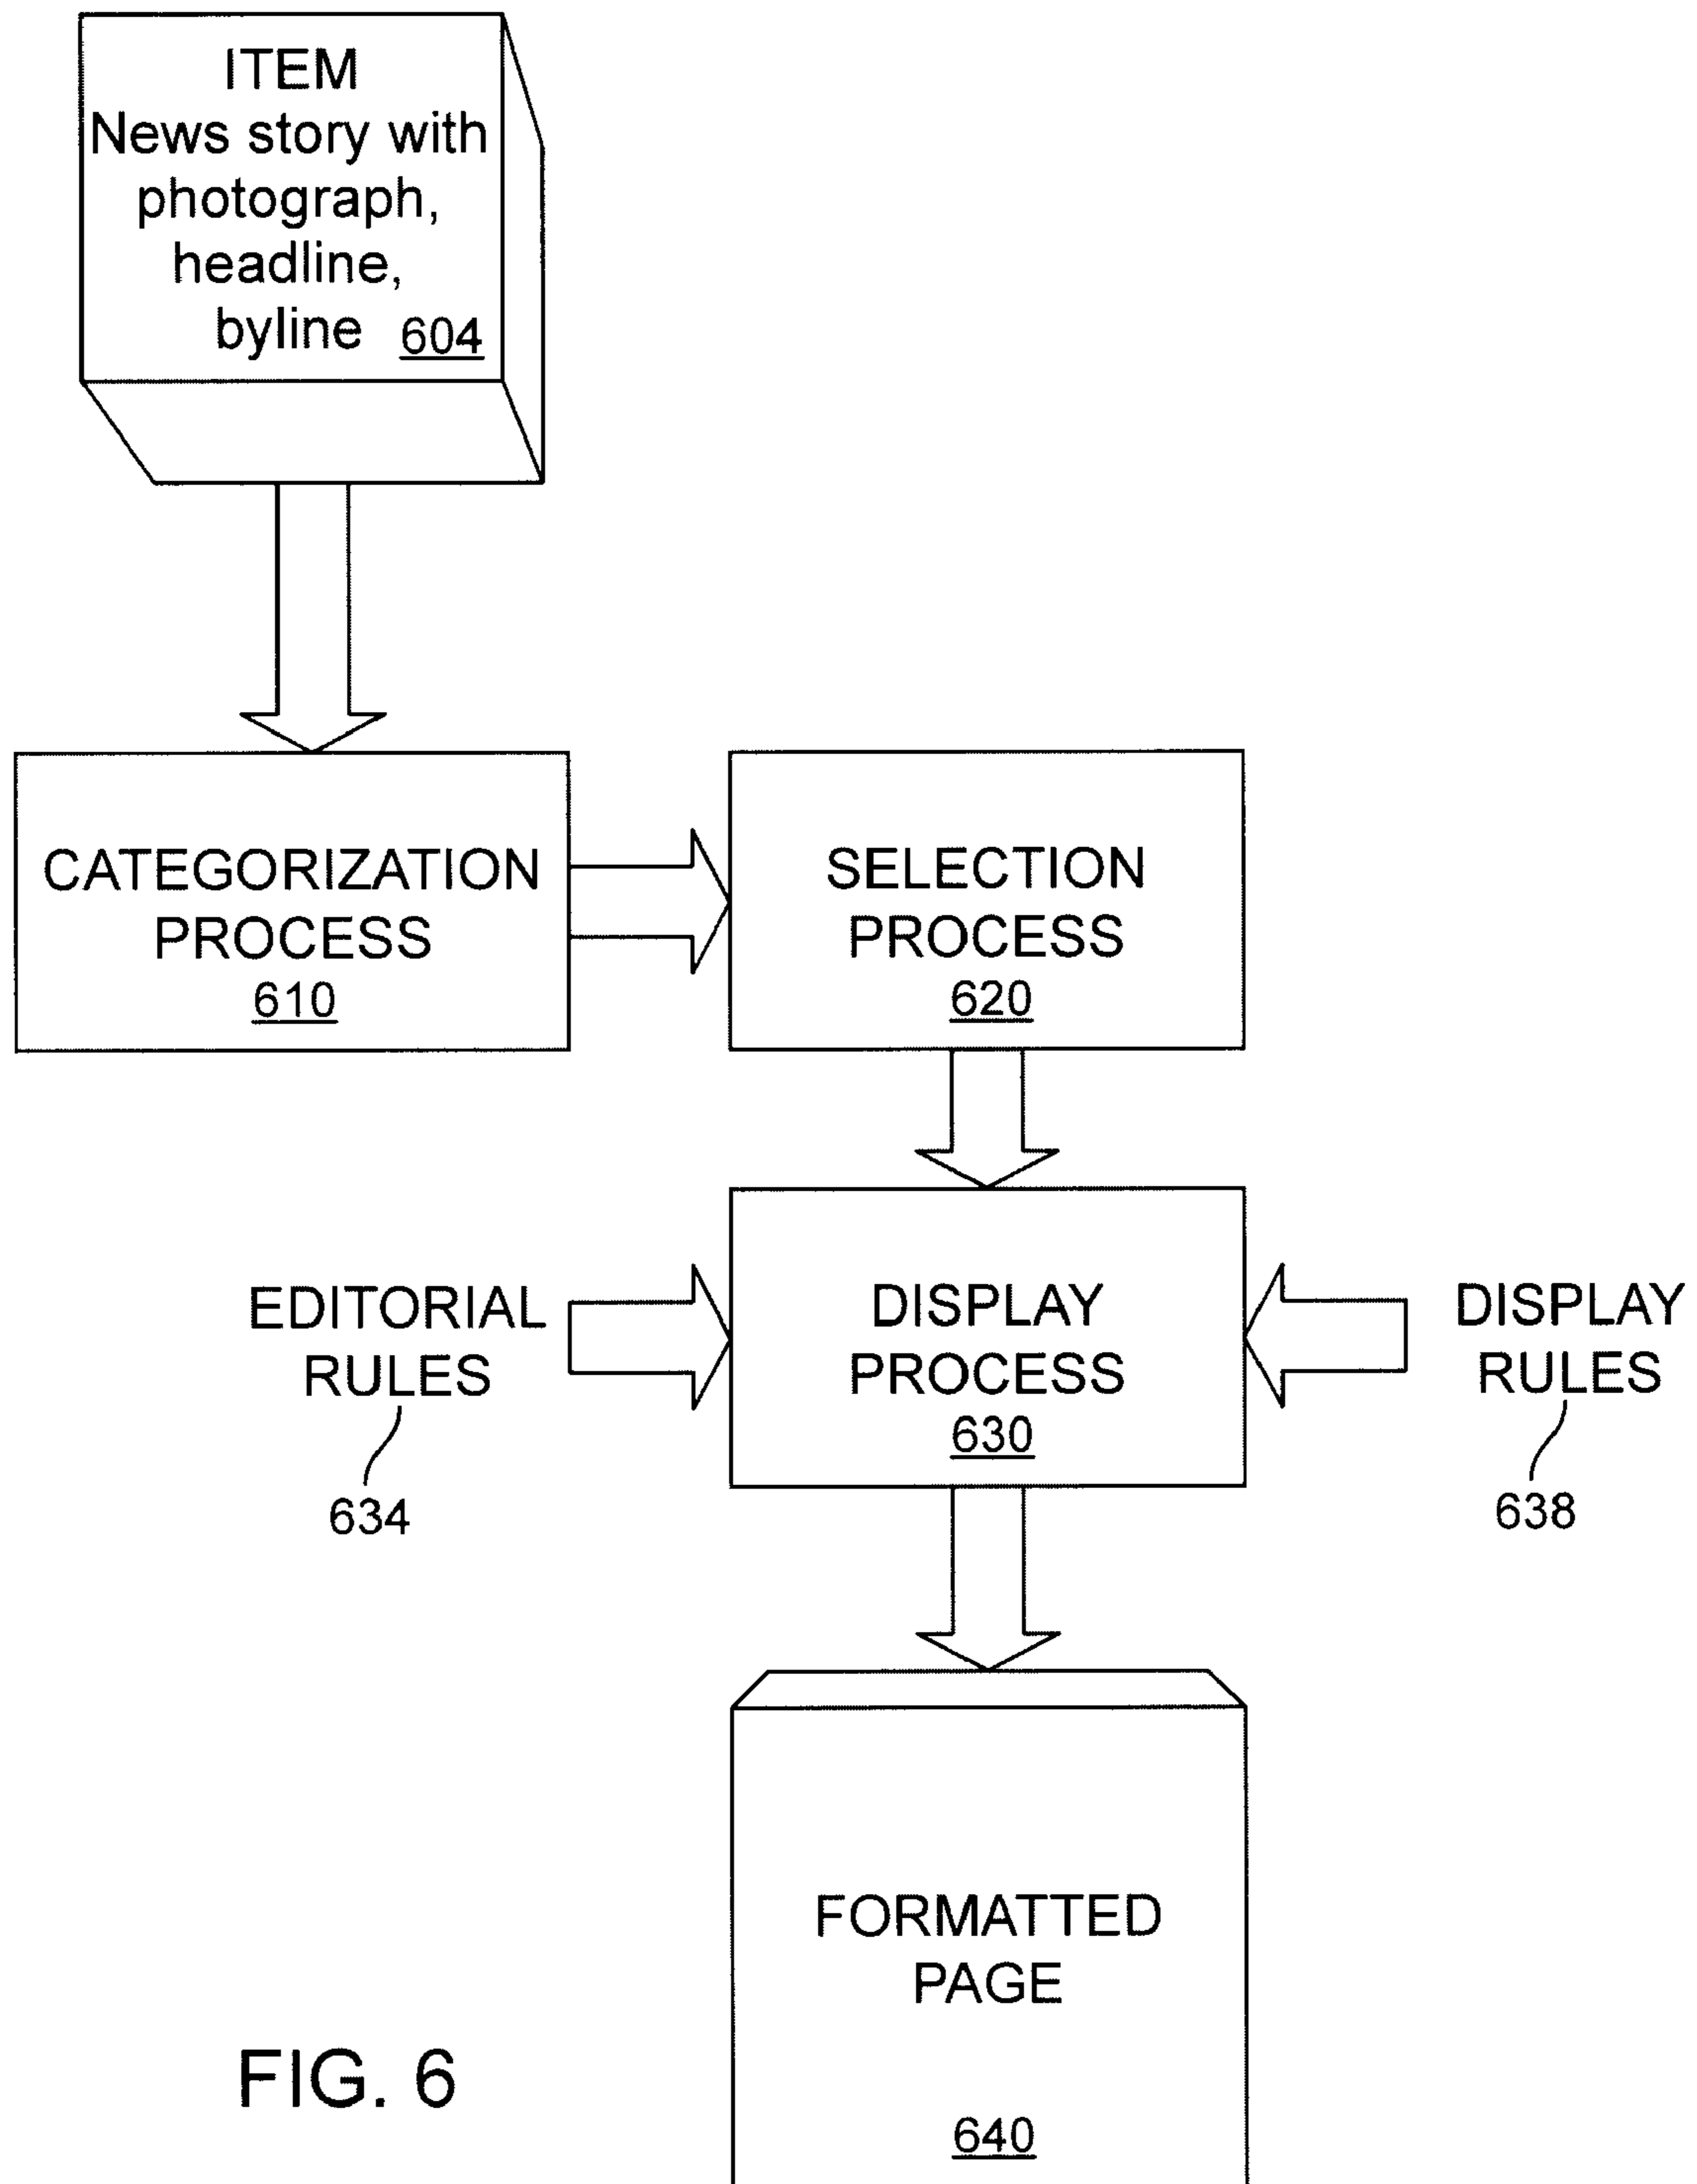 ITEM
News story with
photograph,
headline,
byline 604
CATEGORIZATION
PROCESS
610
SELECTION
PROCESS
620
EDITORIAL
RULES
634
DISPLAY
PROCESS
630
DISPLAY
RULES
638
FORMATTED
PAGE
640
FIG. 6